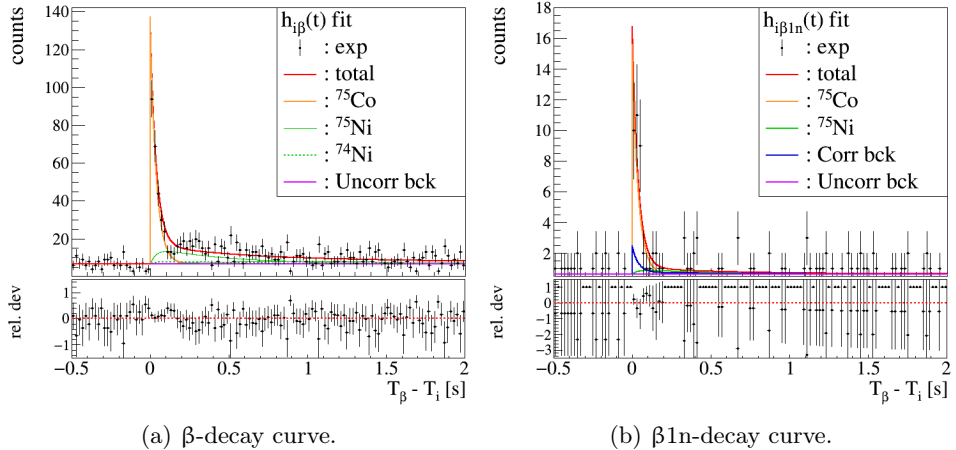 counts
140
120
100
80
60
40
20
h_iβ(t) fit
: exp
: total
: ⁷⁵Co
: ⁷⁵Ni
: ⁷⁴Ni
: Uncorr bck
rel. dev
1
0
−1
−0.5 0 0.5 1 1.5 2
T_β - T_i [s]
(a) β-decay curve.
counts
18
16
14
12
10
8
6
4
2
h_iβ1n(t) fit
: exp
: total
: ⁷⁵Co
: ⁷⁵Ni
: Corr bck
: Uncorr bck
rel. dev
1
0
−1
−2
−3
−0.5 0 0.5 1 1.5 2
T_β - T_i [s]
(b) β1n-decay curve.